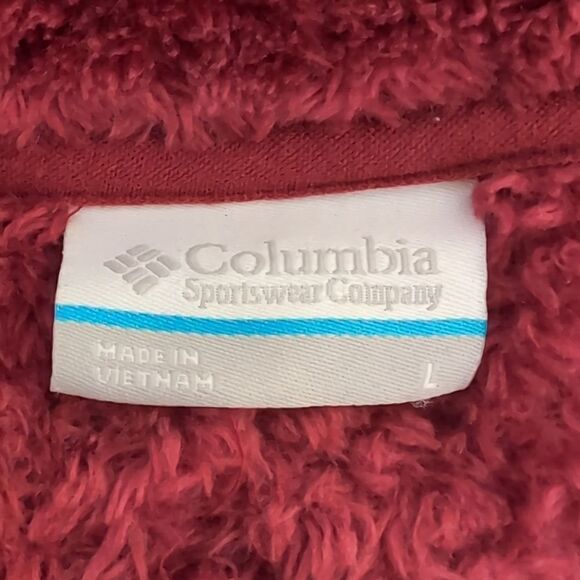 Columbia
Sportswear Company
MADE IN
VIETNAM
L